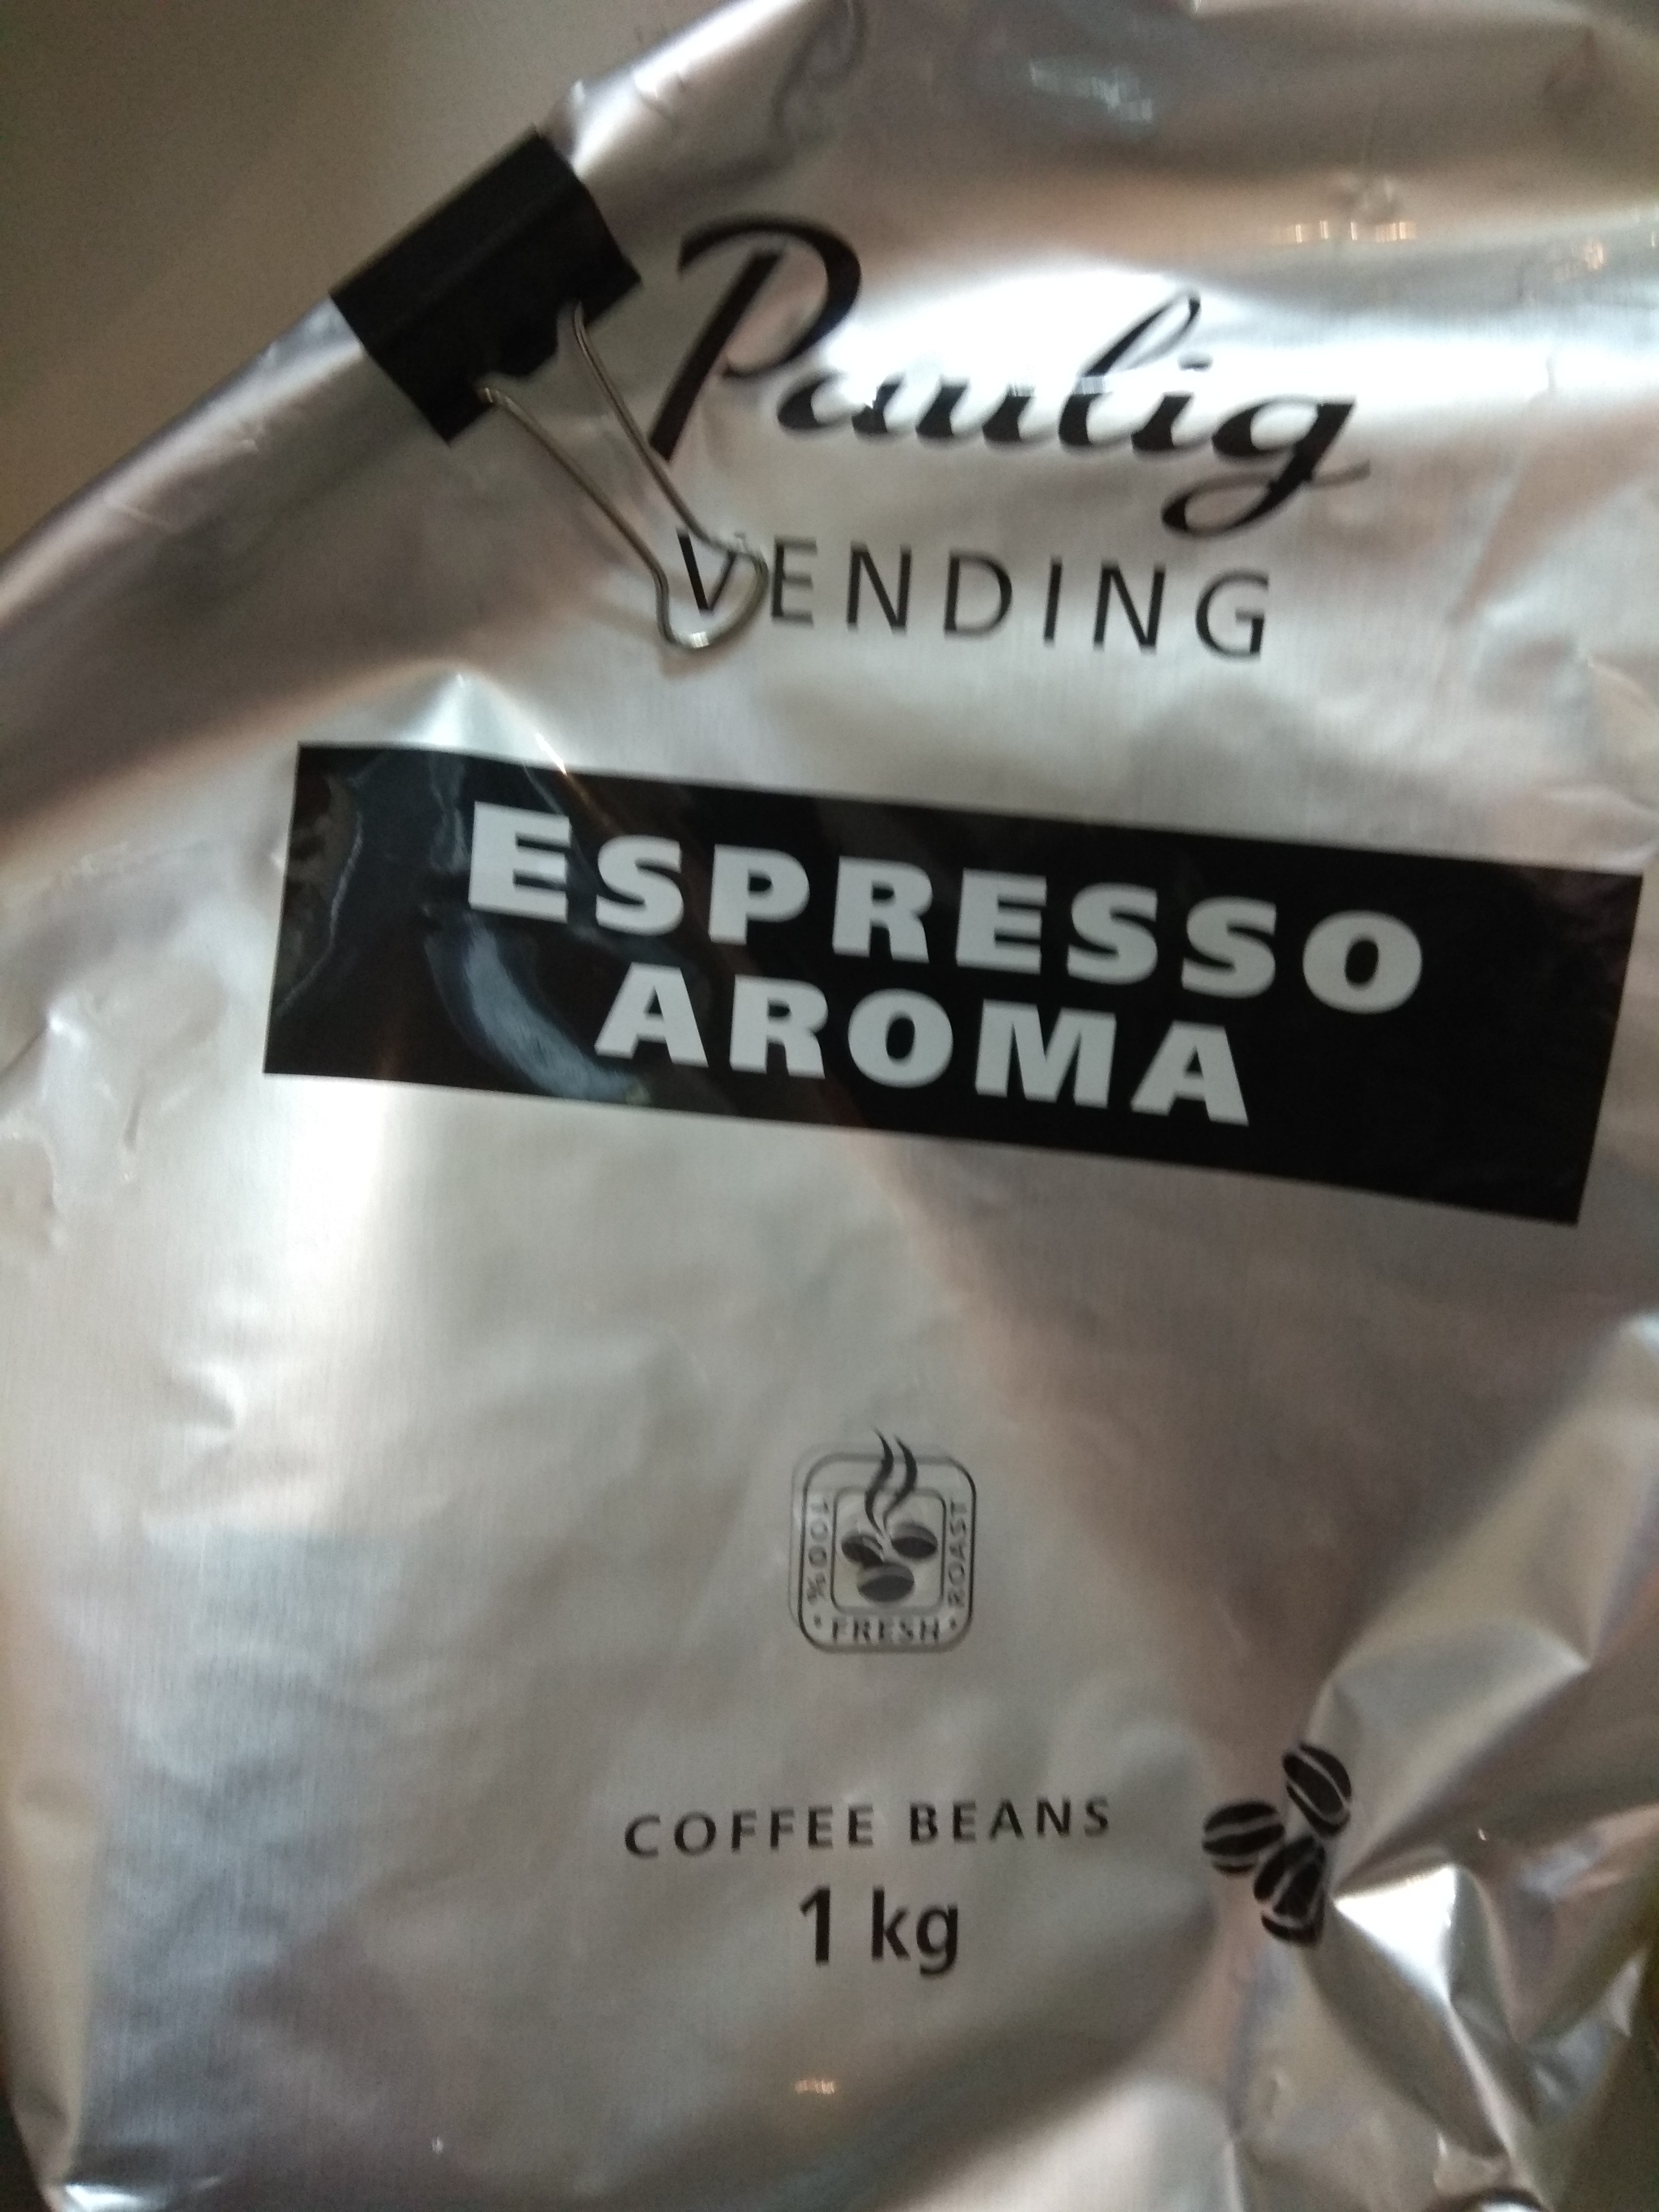 Paulig
VENDING
ESPRESSO
AROMA
100%
FRESH
ROAST
COFFEE BEANS
1 kg